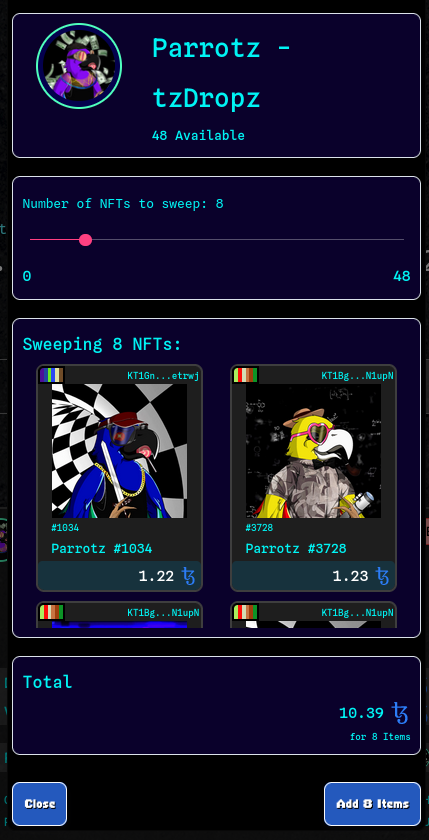 Parrotz -
tzDropz
48 Available
Number of NFTs to sweep: 8
0 48
Sweeping 8 NFTs:
KT1Gn...etrwj
#1034
Parrotz #1034
1.22 ꜩ
KT1Bg...N1upN
#3728
Parrotz #3728
1.23 ꜩ
KT1Bg...N1upN
KT1Bg...N1upN
Total
10.39 ꜩ
for 8 Items
Close
Add 8 Items